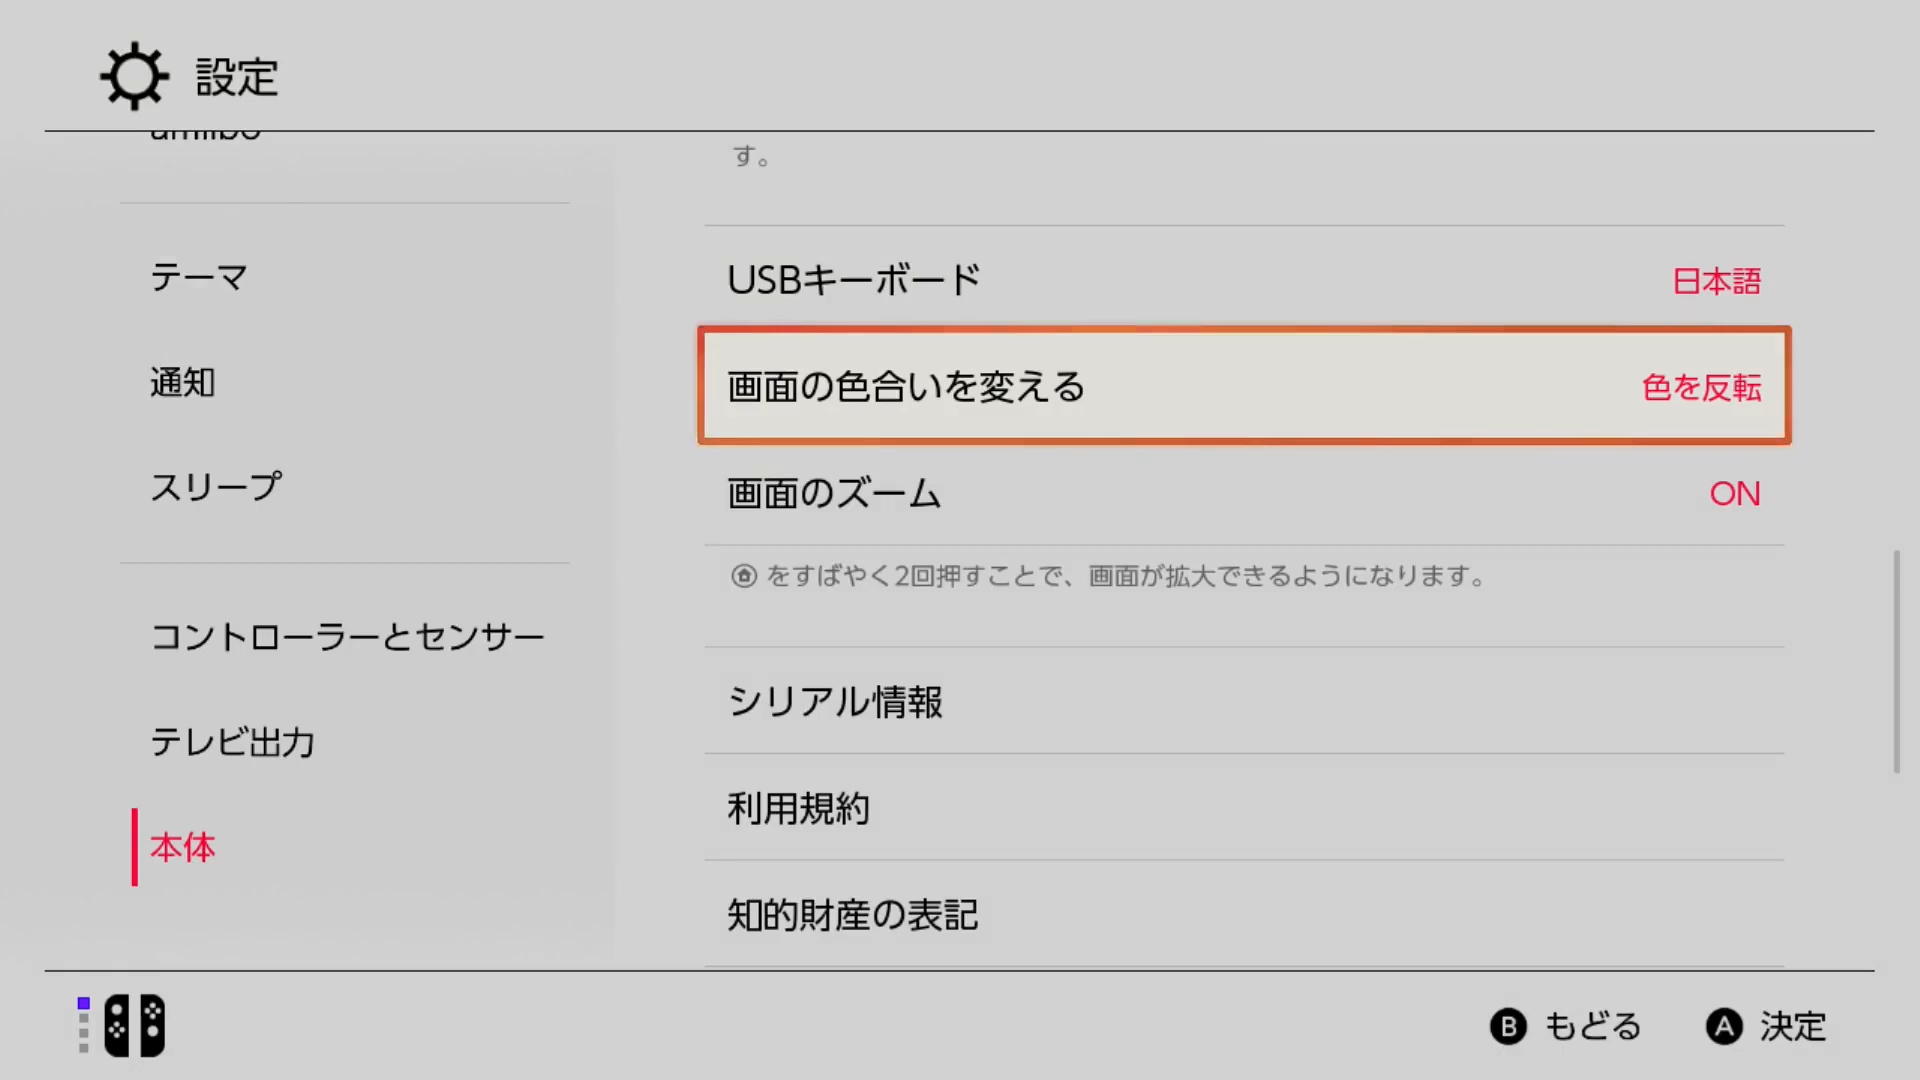 設定
amiibo
テーマ
通知
スリープ
コントローラーとセンサー
テレビ出力
本体
す。
USBキーボード 日本語
画面の色合いを変える 色を反転
画面のズーム ON
をすばやく2回押すことで、画面が拡大できるようになります。
シリアル情報
利用規約
知的財産の表記
B もどる A 決定